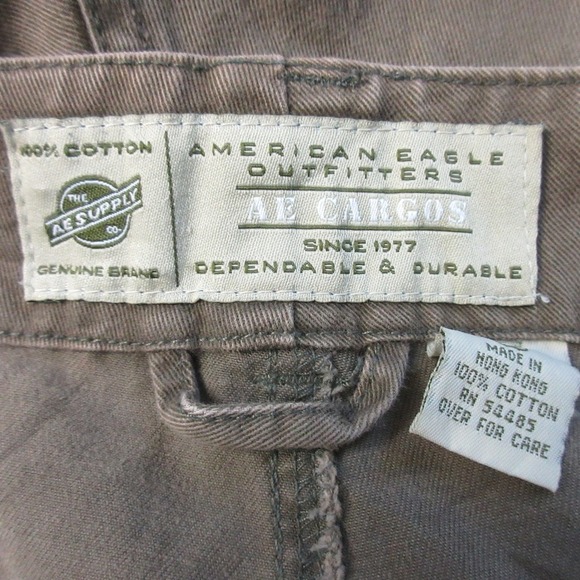 100% COTTON
THE
AE SUPPLY
CO.
GENUINE BRAND
AMERICAN EAGLE
OUTFITTERS
AE CARGOS
SINCE 1977
DEPENDABLE & DURABLE
MADE IN
HONG KONG
100% COTTON
RN 54485
OVER FOR CARE